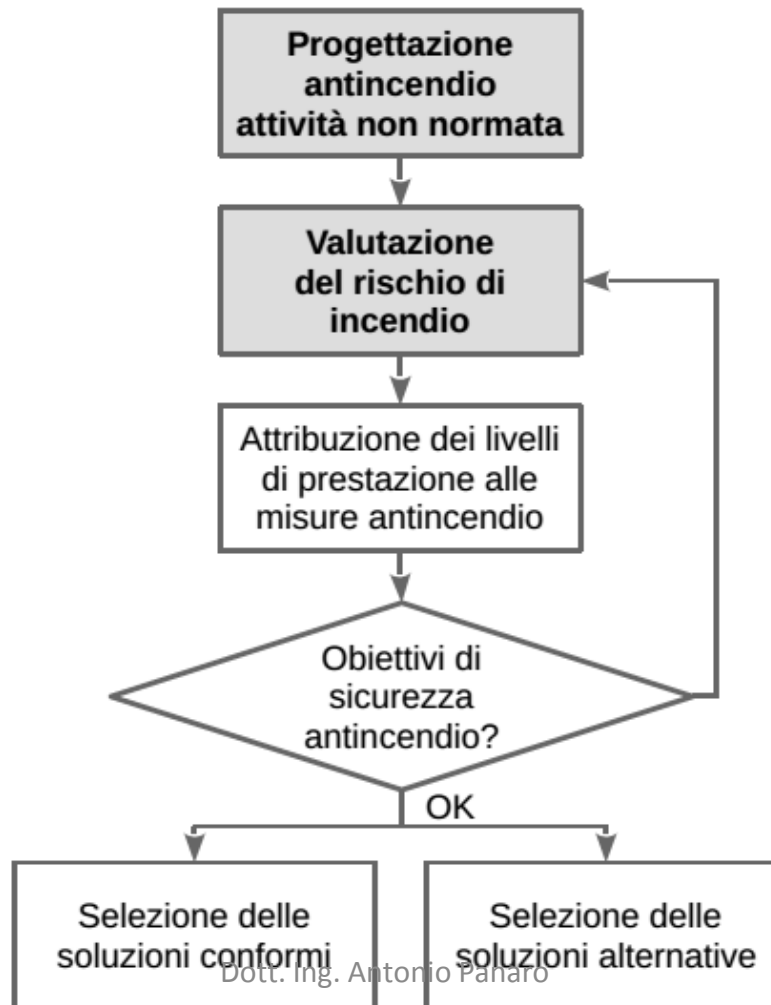 Progettazione
antincendio
attività non normata
Valutazione
del rischio di
incendio
Attribuzione dei livelli
di prestazione alle
misure antincendio
Obiettivi di
sicurezza
antincendio?
OK
Selezione delle
soluzioni conformi
Selezione delle
soluzioni alternative
Dott. Ing. Antonio Panaro